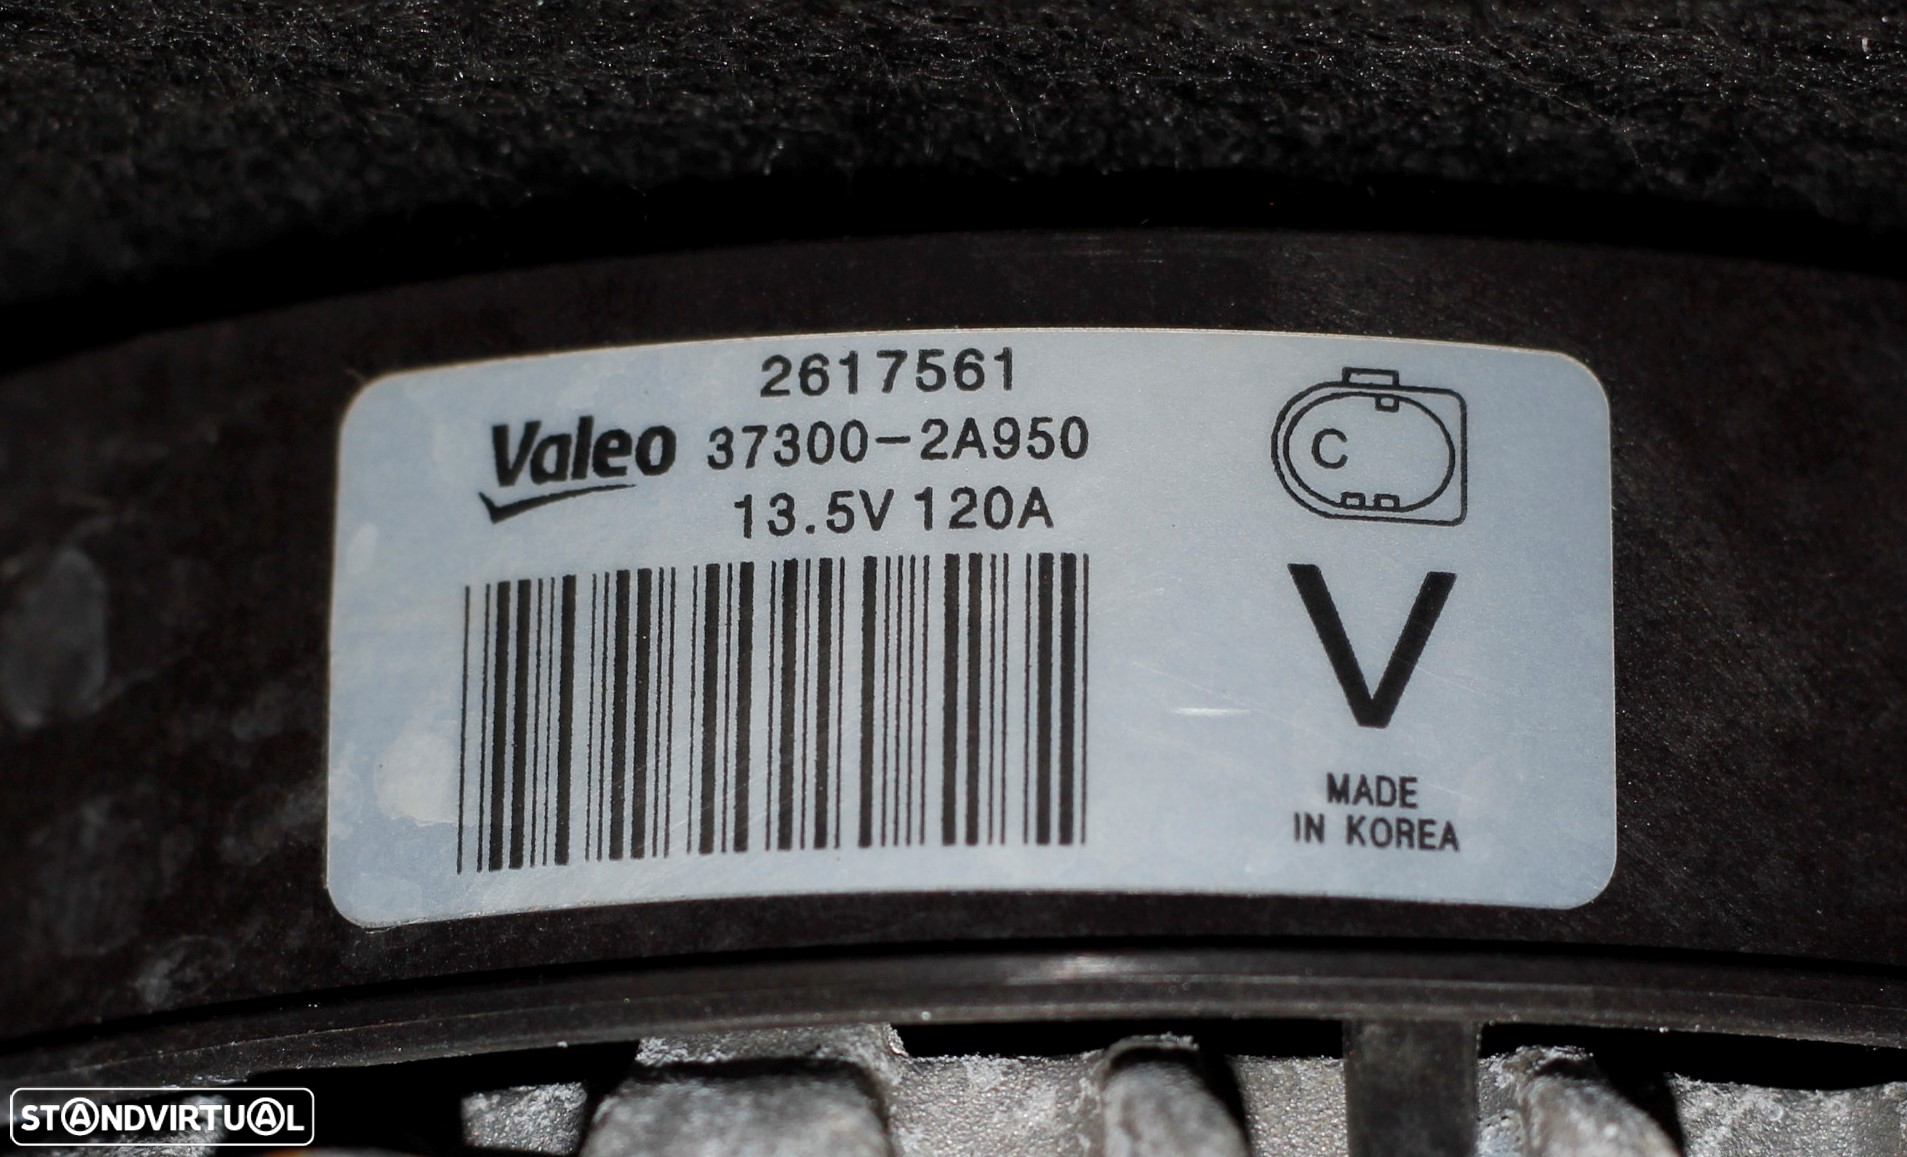 2617561
Valeo 37300-2A950
13.5V 120A
C
V
MADE
IN KOREA
STANDVIRTUAL